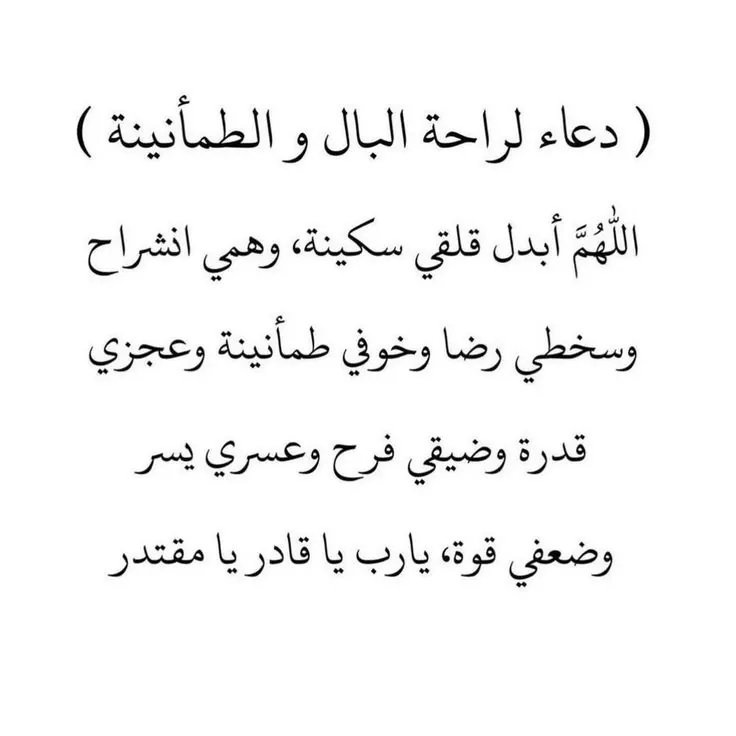 ( دعاء لراحة البال و الطمأنينة )
اللهُمَّ أبدل قلقي سكينة، وهمي انشراح
وسخطي رضا وخوفي طمأنينة وعجزي
قدرة وضيقي فرح وعسري يسر
وضعفي قوة، يارب يا قادر يا مقتدر